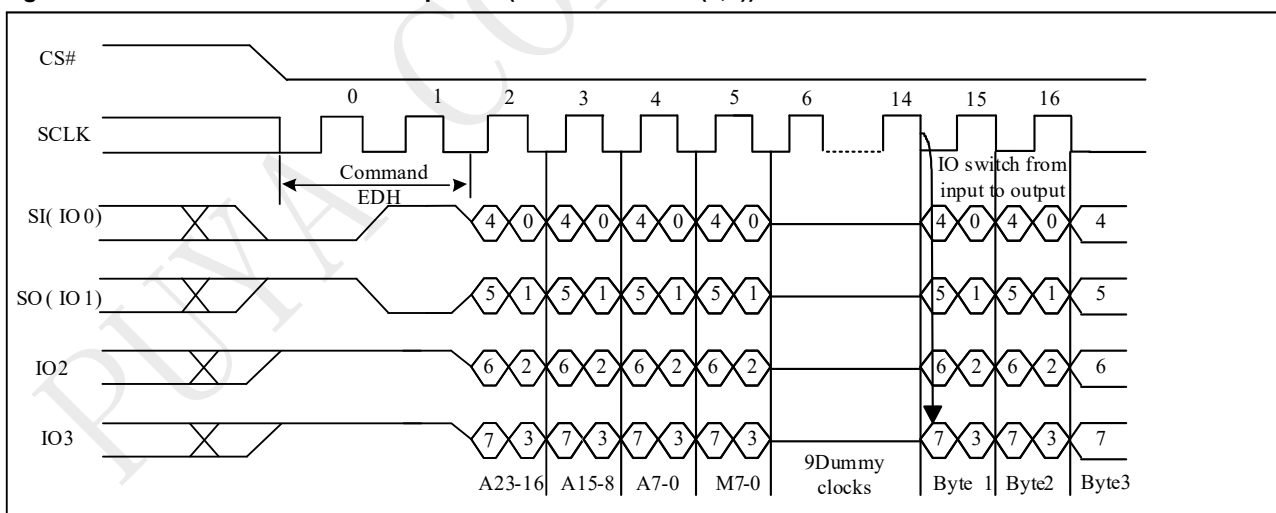 CS#
0 1 2 3 4 5 6 14 15 16
SCLK
Command
EDH
IO switch from
input to output
SI( IO 0) 4 0 4 0 4 0 4 0 4 0 4 0 4
SO ( IO 1) 5 1 5 1 5 1 5 1 5 1 5 1 5
IO2 6 2 6 2 6 2 6 2 6 2 6 2 6
IO3 7 3 7 3 7 3 7 3 7 3 7 3 7
A23-16 A15-8 A7-0 M7-0
9Dummy
clocks
Byte 1 Byte2 Byte3